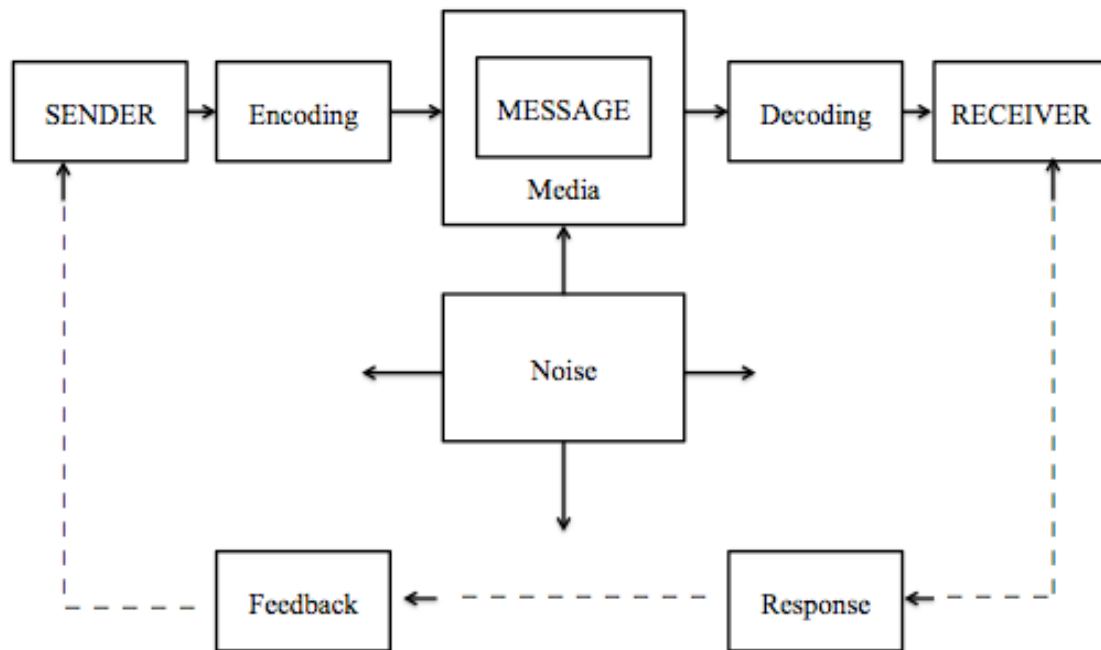 SENDER
Encoding
MESSAGE
Media
Decoding
RECEIVER
Noise
Feedback
Response